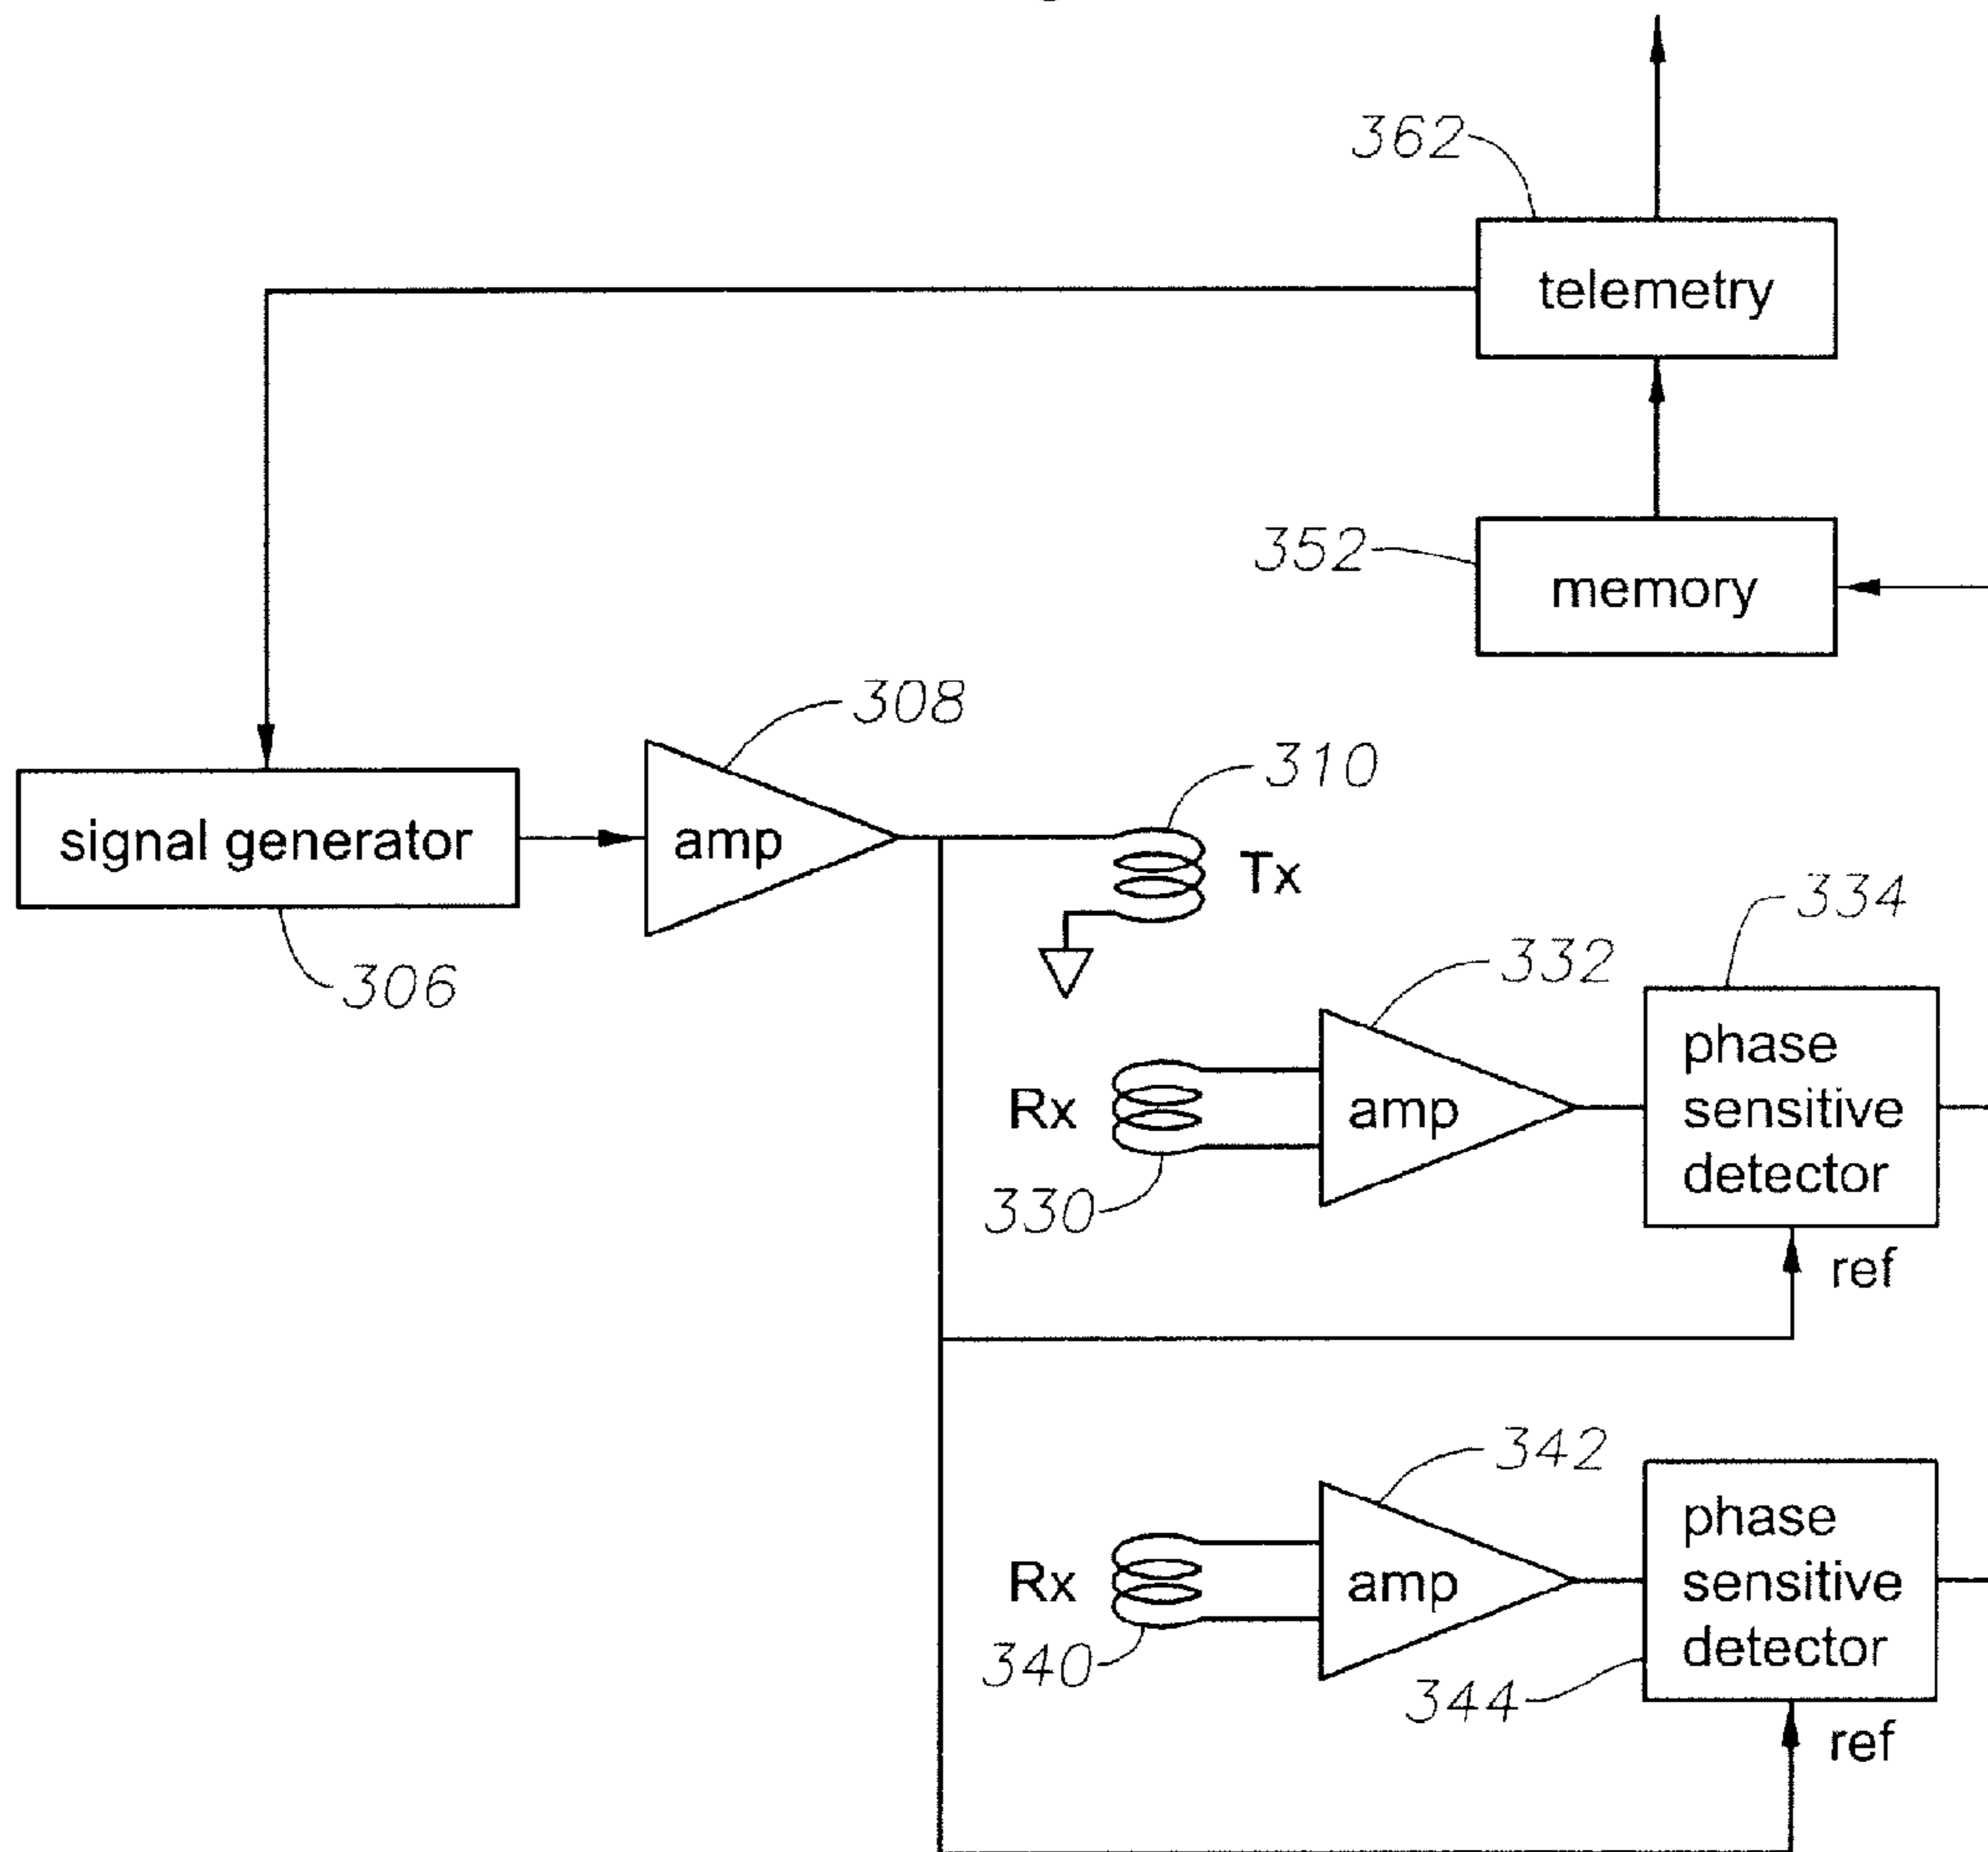 362
telemetry
352
memory
308
310
signal generator
amp
Tx
306
334
332
phase
sensitive
detector
Rx
amp
330
ref
342
phase
sensitive
detector
Rx
amp
340
344
ref